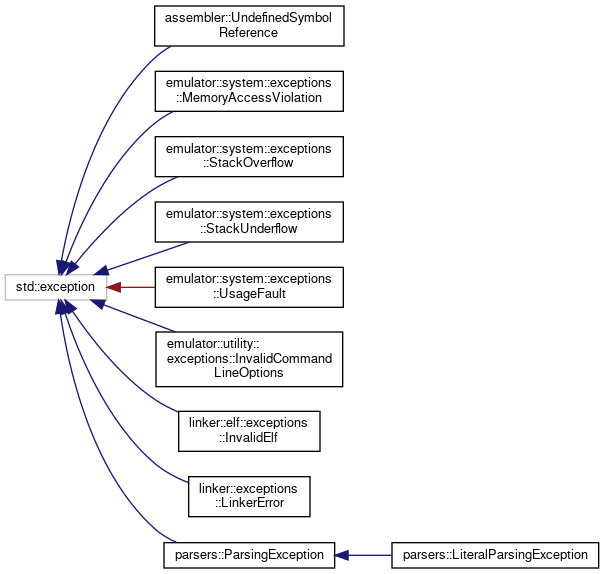 assembler::UndefinedSymbol
Reference
emulator::system::exceptions
::MemoryAccessViolation
emulator::system::exceptions
::StackOverflow
emulator::system::exceptions
::StackUnderflow
std::exception
emulator::system::exceptions
::UsageFault
emulator::utility::
exceptions::InvalidCommand
LineOptions
linker::elf::exceptions
::InvalidElf
linker::exceptions
::LinkerError
parsers::ParsingException
parsers::LiteralParsingException